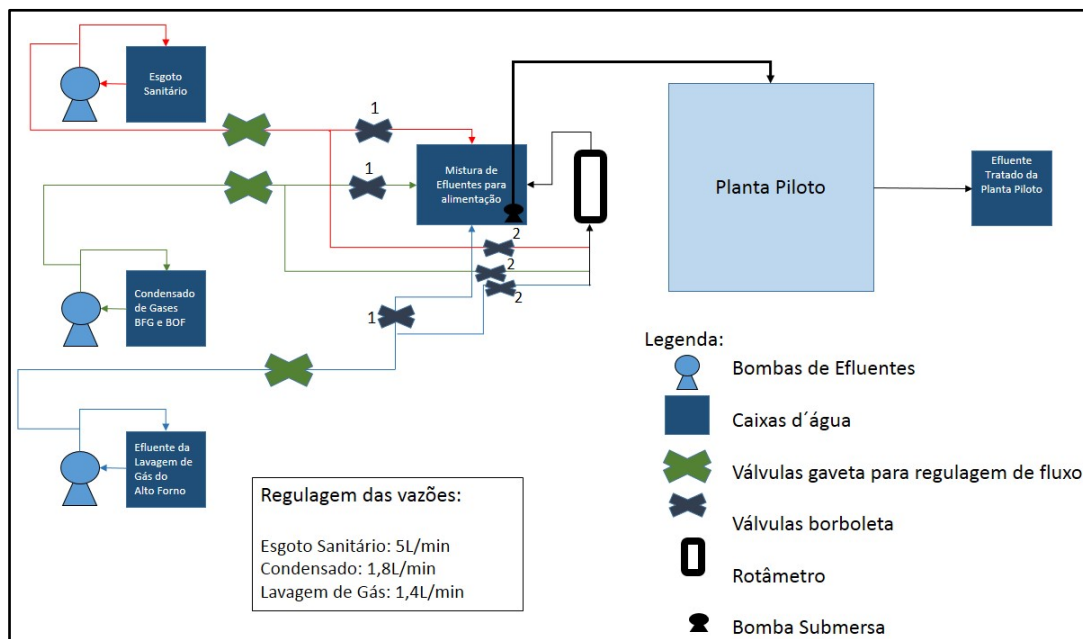 Esgoto
Sanitário
1
1
Mistura de
Efluentes para
alimentação
Planta Piloto
Efluente
Tratado da
Planta Piloto
2
2
2
Condensado
de Gases
BFG e BOF
1
Legenda:
Bombas de Efluentes
Caixas d´água
Efluente da
Lavagem de
Gás do
Alto Forno
Válvulas gaveta para regulagem de fluxo
Regulagem das vazões:
Válvulas borboleta
Esgoto Sanitário: 5L/min
Condensado: 1,8L/min
Lavagem de Gás: 1,4L/min
Rotâmetro
Bomba Submersa